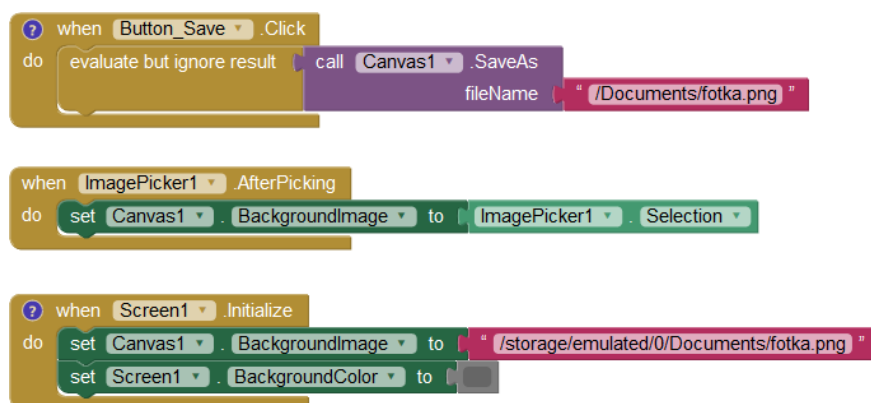 ? when Button_Save .Click
do evaluate but ignore result call Canvas1 .SaveAs
fileName " /Documents/fotka.png "
when ImagePicker1 .AfterPicking
do set Canvas1 . BackgroundImage to ImagePicker1 . Selection
? when Screen1 .Initialize
do set Canvas1 . BackgroundImage to " /storage/emulated/0/Documents/fotka.png "
set Screen1 . BackgroundColor to